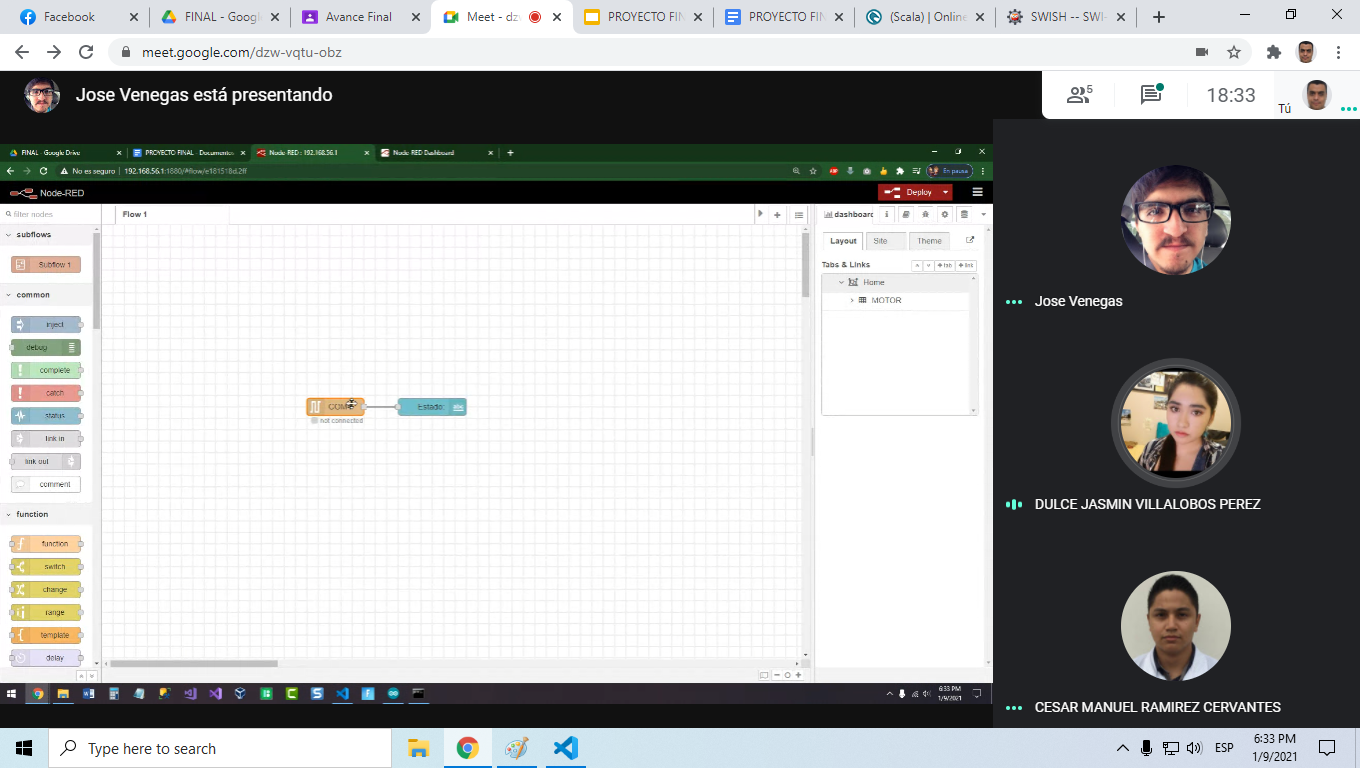 Facebook
FINAL - Googl
Avance Final
Meet - dzw
PROYECTO FIN
PROYECTO FIN
(Scala) | Online
SWISH -- SWI-
meet.google.com/dzw-vqtu-obz
Jose Venegas está presentando
5
18:33
Tú
FINAL - Google Drive
PROYECTO FINAL - Documentos
Node-RED : 192.168.56.1
Node-RED Dashboard
No es seguro
192.168.56.1:1880/#flow/e181518d.2ff
En pausa
Node-RED
Deploy
filter nodes
Flow 1
dashboard
subflows
Subflow 1
common
inject
debug
complete
catch
status
link in
link out
comment
function
function
switch
change
range
template
delay
not connected
Estado:
abc
Layout
Site
Theme
Tabs & Links
tab
link
Home
MOTOR
6:33 PM
1/9/2021
Jose Venegas
DULCE JASMIN VILLALOBOS PEREZ
CESAR MANUEL RAMIREZ CERVANTES
Type here to search
ESP
6:33 PM
1/9/2021